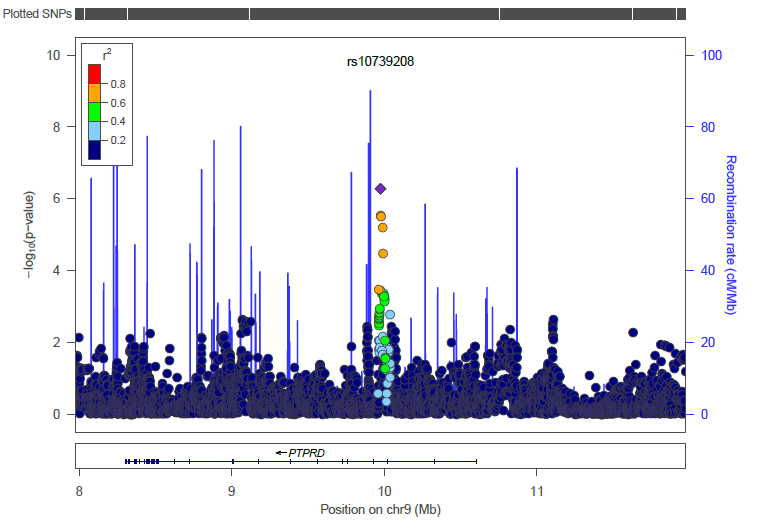 Plotted SNPs
r²
0.8
0.6
0.4
0.2
rs10739208
10
8
6
4
2
0
−log₁₀(p−value)
100
80
60
40
20
0
Recombination rate (cM/Mb)
PTPRD
8
9
10
11
Position on chr9 (Mb)